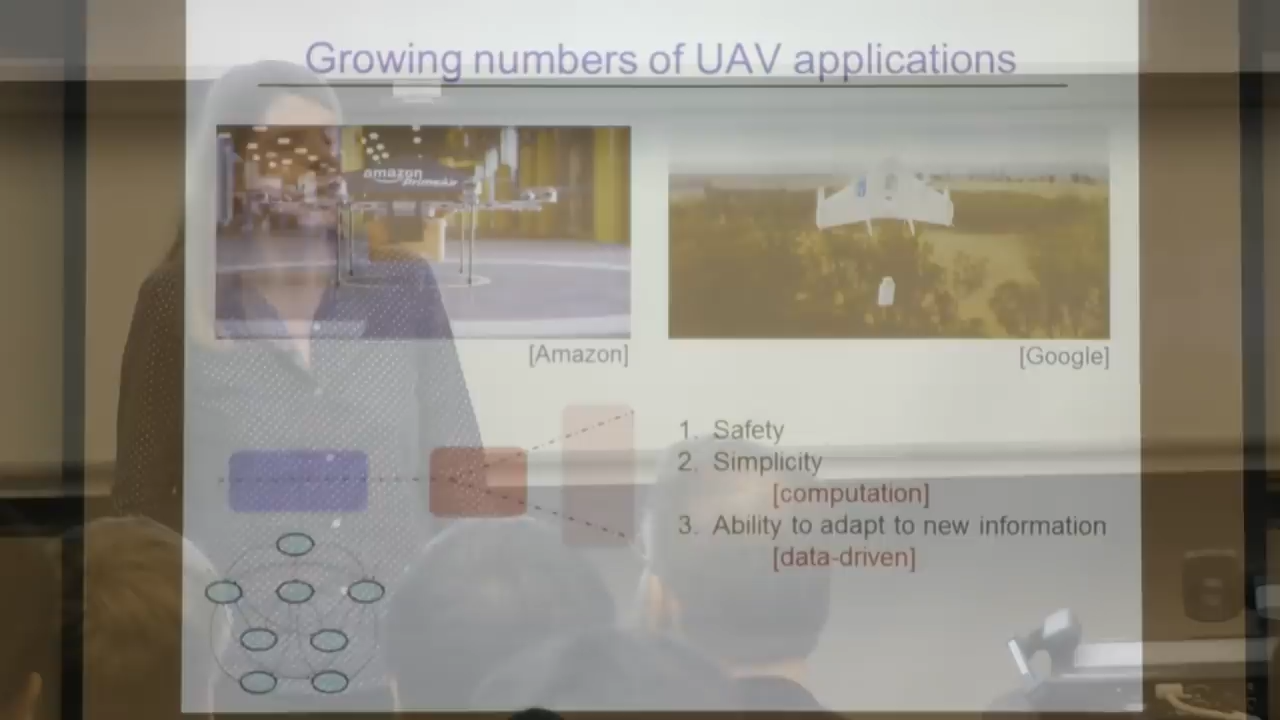 Growing numbers of UAV applications
amazon
PrimeAir
[Amazon]
[Google]
1. Safety
2. Simplicity
[computation]
3. Ability to adapt to new information
[data-driven]